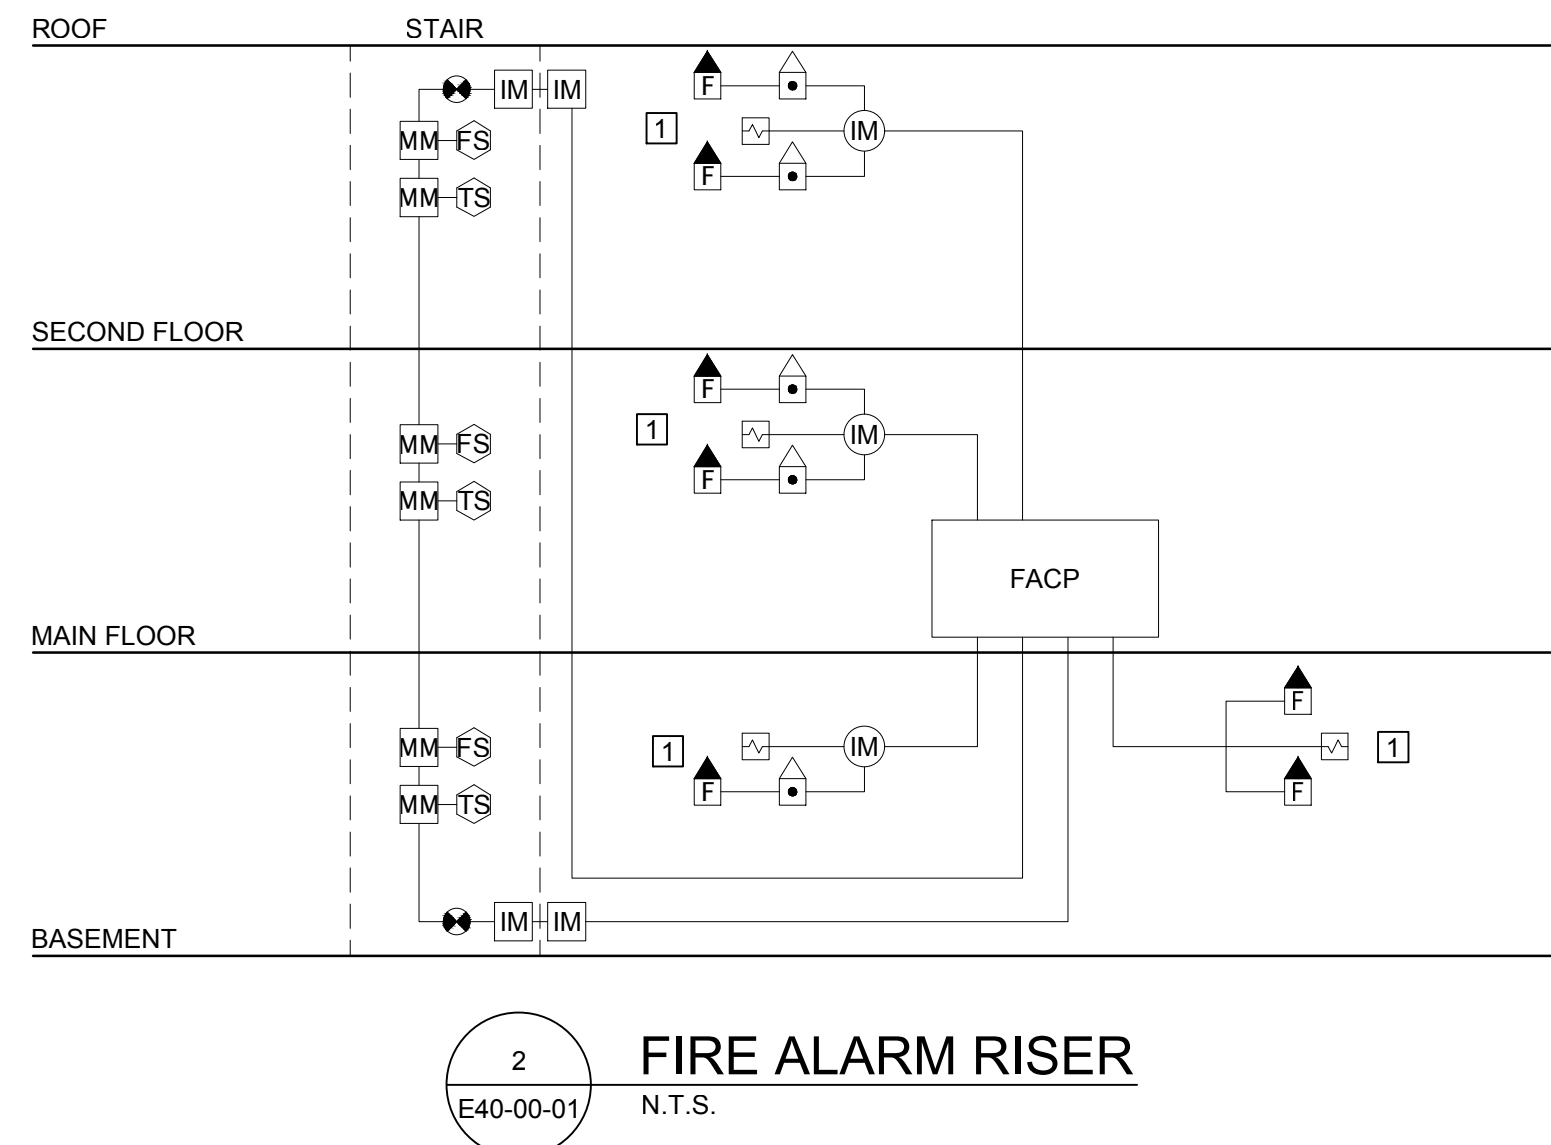 ROOF
STAIR
IM IM
F
MM FS
1
IM
MM TS
F
SECOND FLOOR
F
MM FS
1
IM
MM TS
F
FACP
MAIN FLOOR
F
MM FS
1
IM
1
MM TS
F
F
IM IM
BASEMENT
2
E40-00-01
FIRE ALARM RISER
N.T.S.